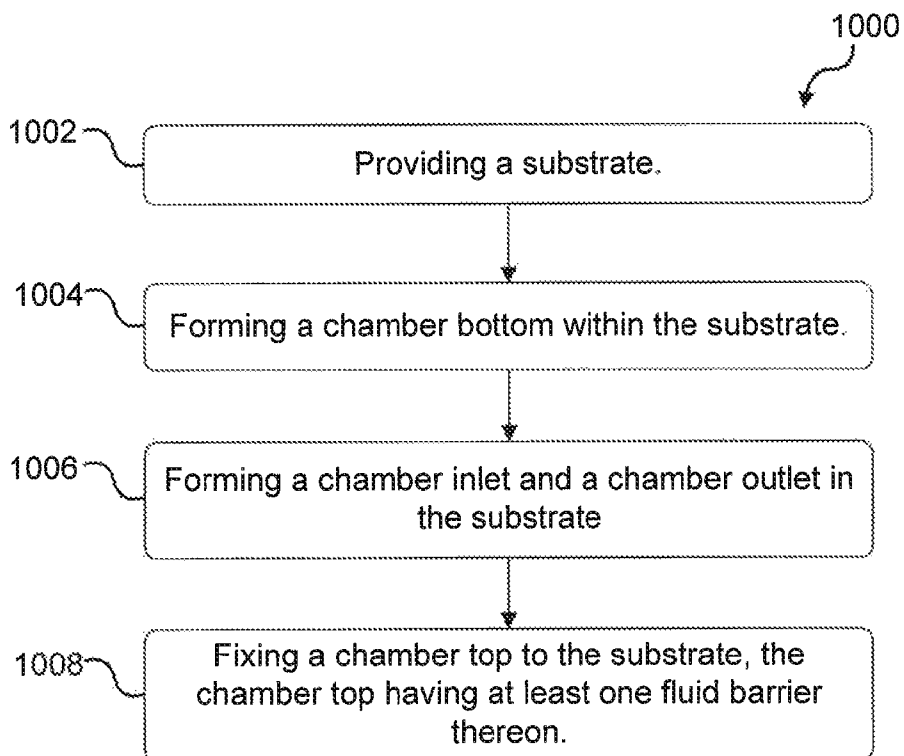 1000
1002
Providing a substrate.
1004
Forming a chamber bottom within the substrate.
1006
Forming a chamber inlet and a chamber outlet in
the substrate
1008
Fixing a chamber top to the substrate, the
chamber top having at least one fluid barrier
thereon.